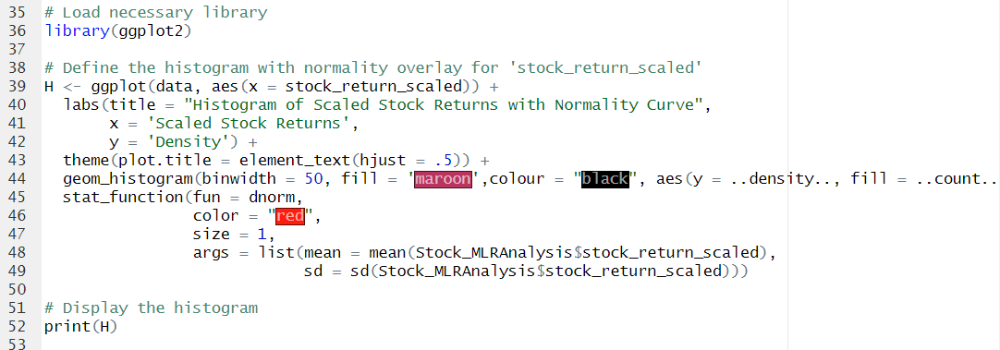 35 # Load necessary library
36 library(ggplot2)
37
38 # Define the histogram with normality overlay for 'stock_return_scaled'
39 H <- ggplot(data, aes(x = stock_return_scaled)) +
40   labs(title = "Histogram of Scaled Stock Returns with Normality Curve",
41        x = 'Scaled Stock Returns',
42        y = 'Density') +
43   theme(plot.title = element_text(hjust = .5)) +
44   geom_histogram(binwidth = 50, fill = 'maroon',colour = "black", aes(y = ..density.., fill = ..count..
45   stat_function(fun = dnorm,
46                 color = "red",
47                 size = 1,
48                 args = list(mean = mean(Stock_MLRAnalysis$stock_return_scaled),
49                             sd = sd(Stock_MLRAnalysis$stock_return_scaled)))
50
51 # Display the histogram
52 print(H)
53